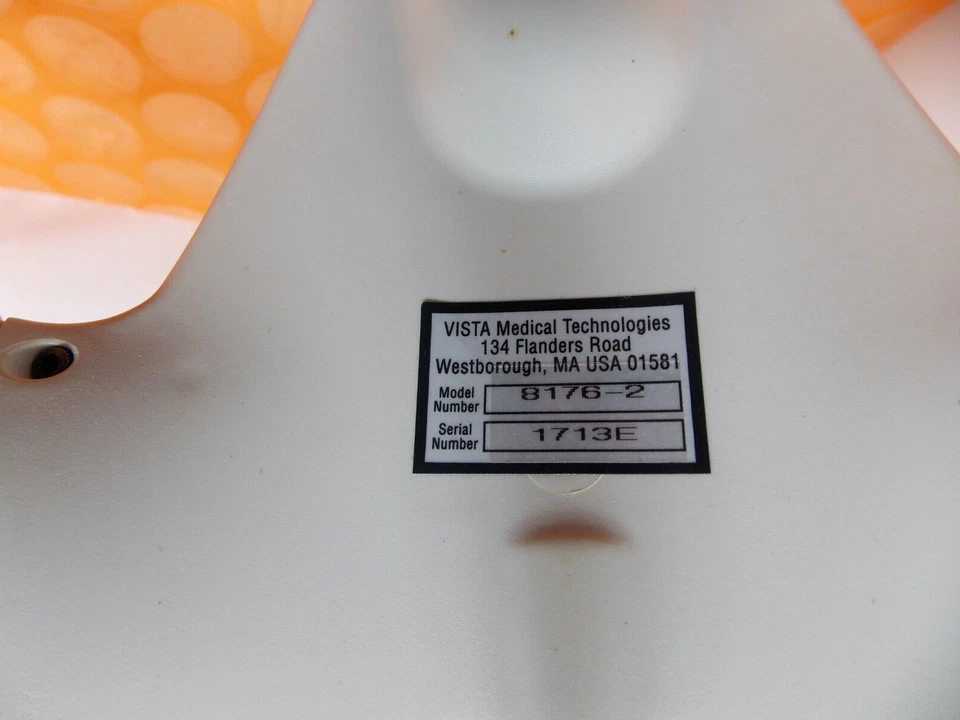 VISTA Medical Technologies
134 Flanders Road
Westborough, MA USA 01581
Model Number 8176-2
Serial Number 1713E